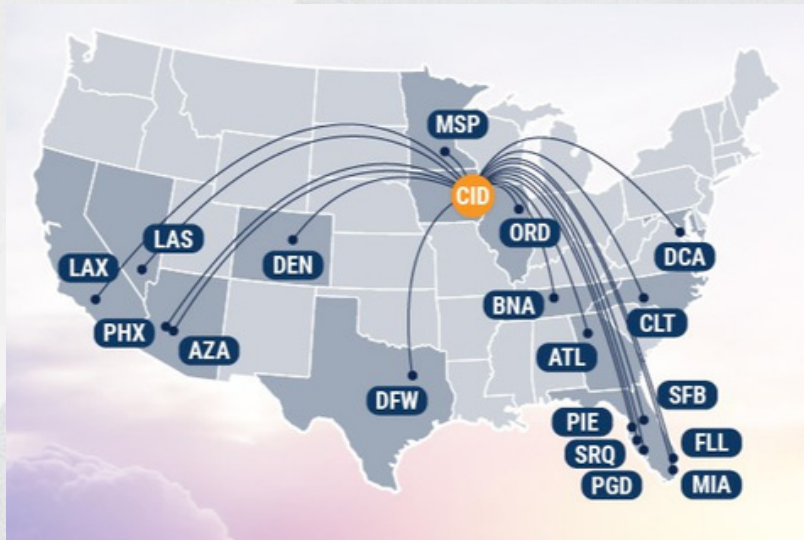 MSP
CID
LAS
ORD
DCA
LAX
DEN
BNA
CLT
PHX
AZA
ATL
DFW
SFB
PIE
FLL
SRQ
PGD
MIA